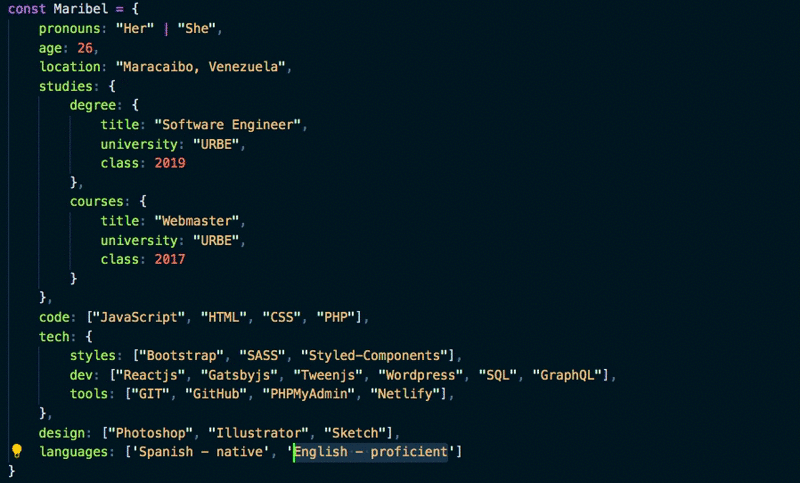 const Maribel = {
    pronouns: "Her" | "She",
    age: 26,
    location: "Maracaibo, Venezuela",
    studies: {
        degree: {
            title: "Software Engineer",
            university: "URBE",
            class: 2019
        },
        courses: {
            title: "Webmaster",
            university: "URBE",
            class: 2017
        }
    },
    code: ["JavaScript", "HTML", "CSS", "PHP"],
    tech: {
        styles: ["Bootstrap", "SASS", "Styled-Components"],
        dev: ["Reactjs", "Gatsbyjs", "Tweenjs", "Wordpress", "SQL", "GraphQL"],
        tools: ["GIT", "GitHub", "PHPMyAdmin", "Netlify"],
    },
    design: ["Photoshop", "Illustrator", "Sketch"],
    languages: ['Spanish - native', 'English - proficient']
}